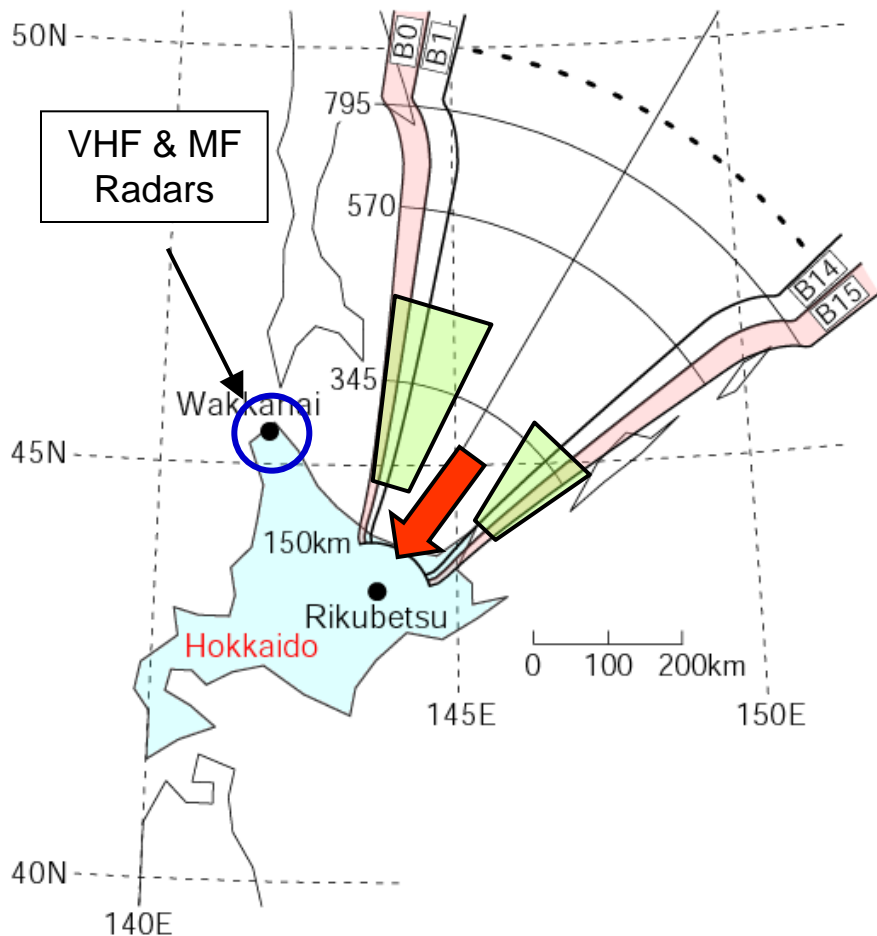 50N
B0
B1
795
VHF & MF
Radars
570
B14
B15
345
Wakkanai
45N
150km
Rikubetsu
Hokkaido
0 100 200km
145E
150E
40N
140E